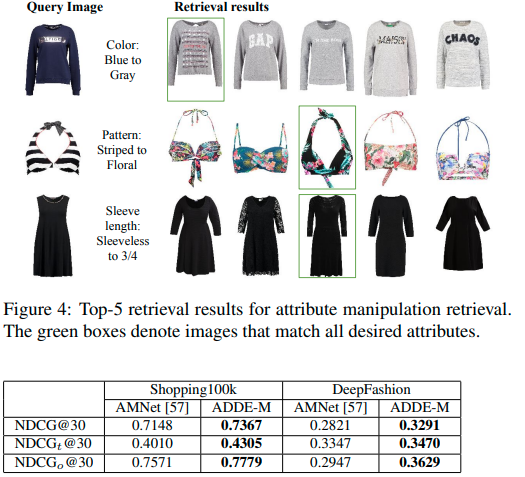 Query Image
Retrieval results
Color:
Blue to
Gray
GAP
CHAOS
Pattern:
Striped to
Floral
Sleeve
length:
Sleeveless
to 3/4
Figure 4: Top-5 retrieval results for attribute manipulation retrieval.
The green boxes denote images that match all desired attributes.
Shopping100k DeepFashion
AMNet [57] ADDE-M AMNet [57] ADDE-M
NDCG@30 0.7148 0.7367 0.2821 0.3291
NDCGt@30 0.4010 0.4305 0.3347 0.3470
NDCGo@30 0.7571 0.7779 0.2947 0.3629